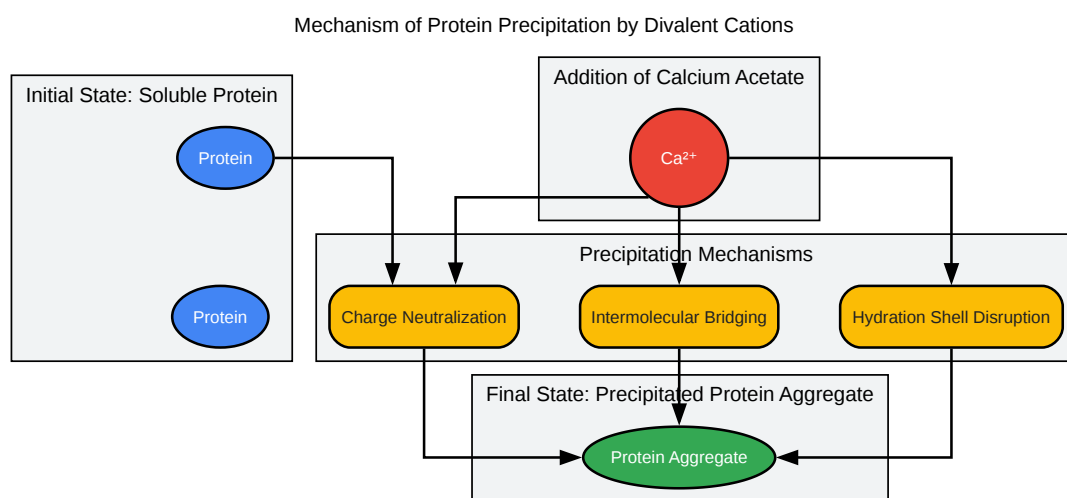 Mechanism of Protein Precipitation by Divalent Cations
Addition of Calcium Acetate
Initial State: Soluble Protein
Protein
Ca²⁺
Precipitation Mechanisms
Protein
Charge Neutralization
Intermolecular Bridging
Hydration Shell Disruption
Final State: Precipitated Protein Aggregate
Protein Aggregate